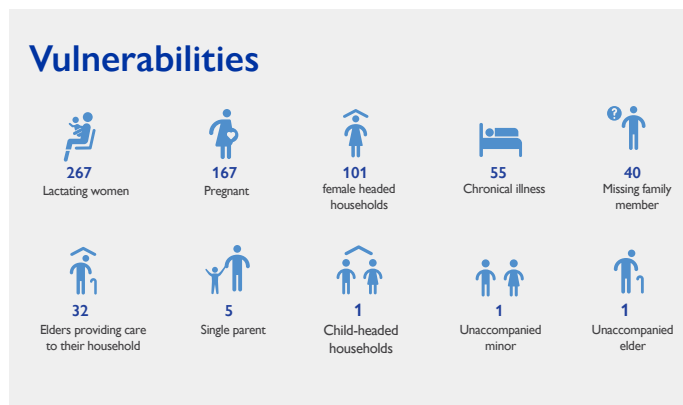 Vulnerabilities
?
267
Lactating women
167
Pregnant
101
female headed
households
55
Chronical illness
40
Missing family
member
32
Elders providing care
to their household
5
Single parent
1
Child-headed
households
1
Unaccompanied
minor
1
Unaccompanied
elder